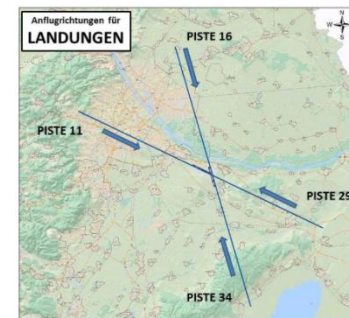 Anflugrichtungen für
LANDUNGEN
PISTE 16
N
W
S
PISTE 11
PISTE 29
PISTE 34